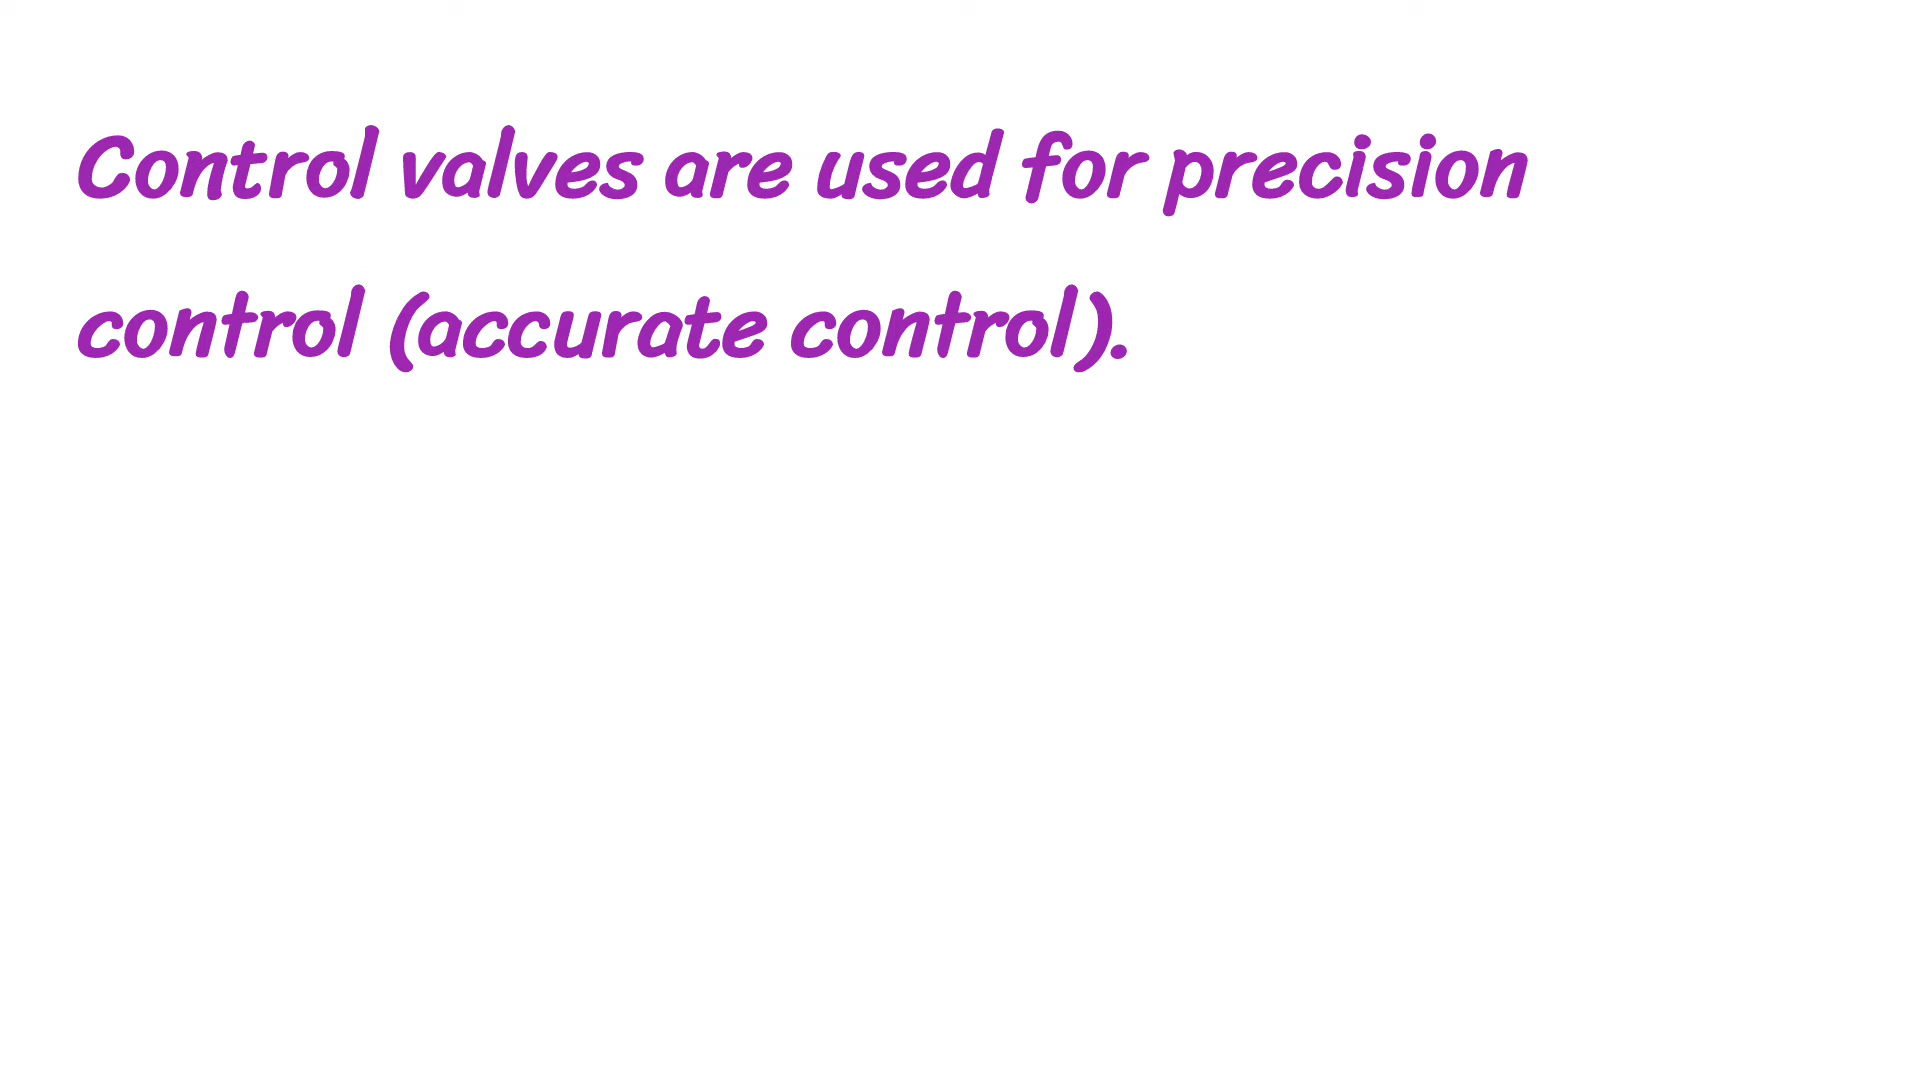 Control valves are used for precision
control (accurate control).